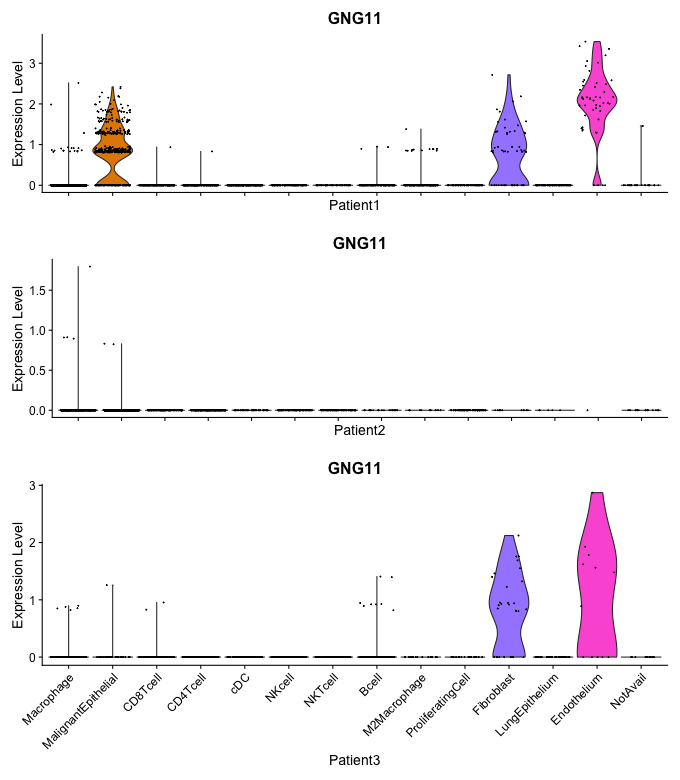 GNG11
Expression Level
3
2
1
0
Patient1
GNG11
Expression Level
1.5
1.0
0.5
0.0
Patient2
GNG11
Expression Level
3
2
1
0
Macrophage
MalignantEpithelial
CD8Tcell
CD4Tcell
cDC
NKcell
NKTcell
Bcell
M2Macrophage
ProliferatingCell
Fibroblast
LungEpithelium
Endothelium
NotAvail
Patient3